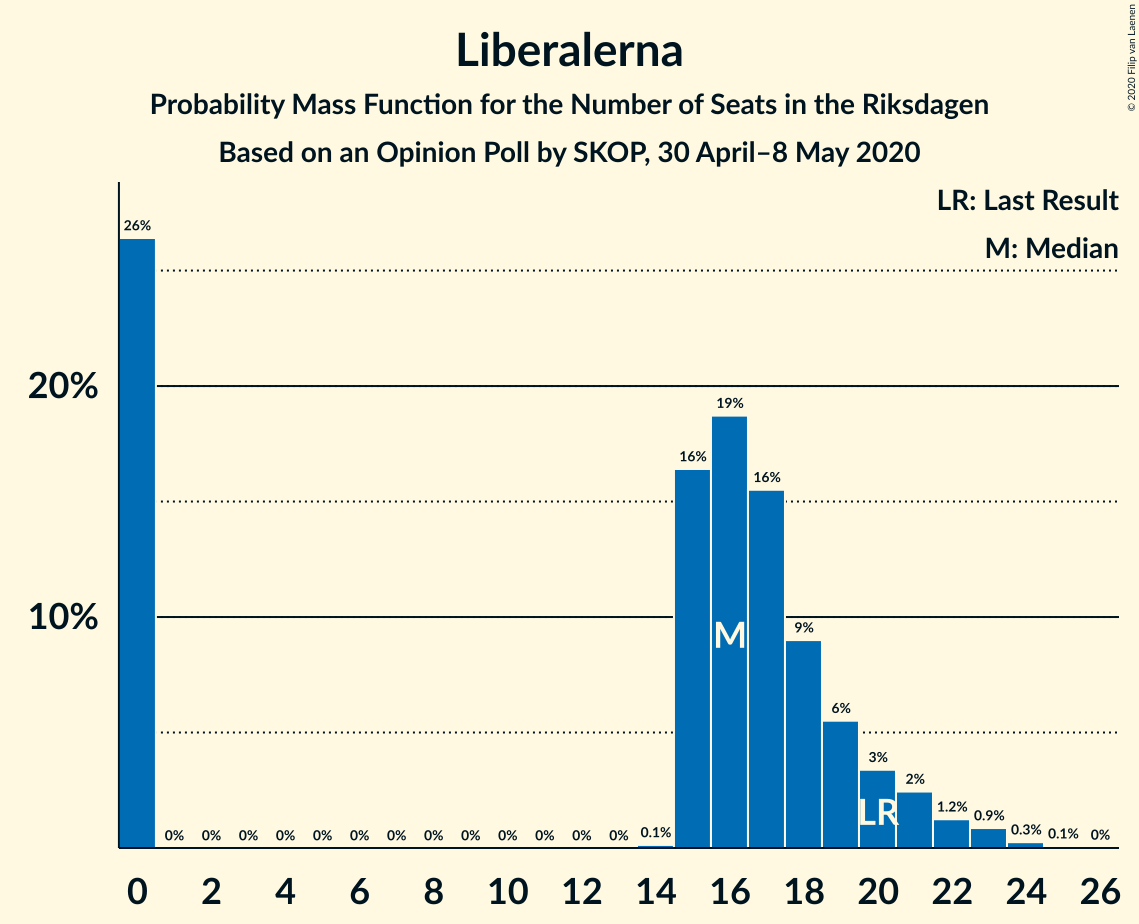 © 2020 Filip van Laenen
Liberalerna
Probability Mass Function for the Number of Seats in the Riksdagen
Based on an Opinion Poll by SKOP, 30 April–8 May 2020
LR: Last Result
M: Median
20%
10%
26%
0% 0% 0% 0% 0% 0% 0% 0% 0% 0% 0% 0% 0% 0.1% 16% 19% 16% 9% 6% 3% 2% 1.2% 0.9% 0.3% 0.1% 0%
M
LR
0 2 4 6 8 10 12 14 16 18 20 22 24 26